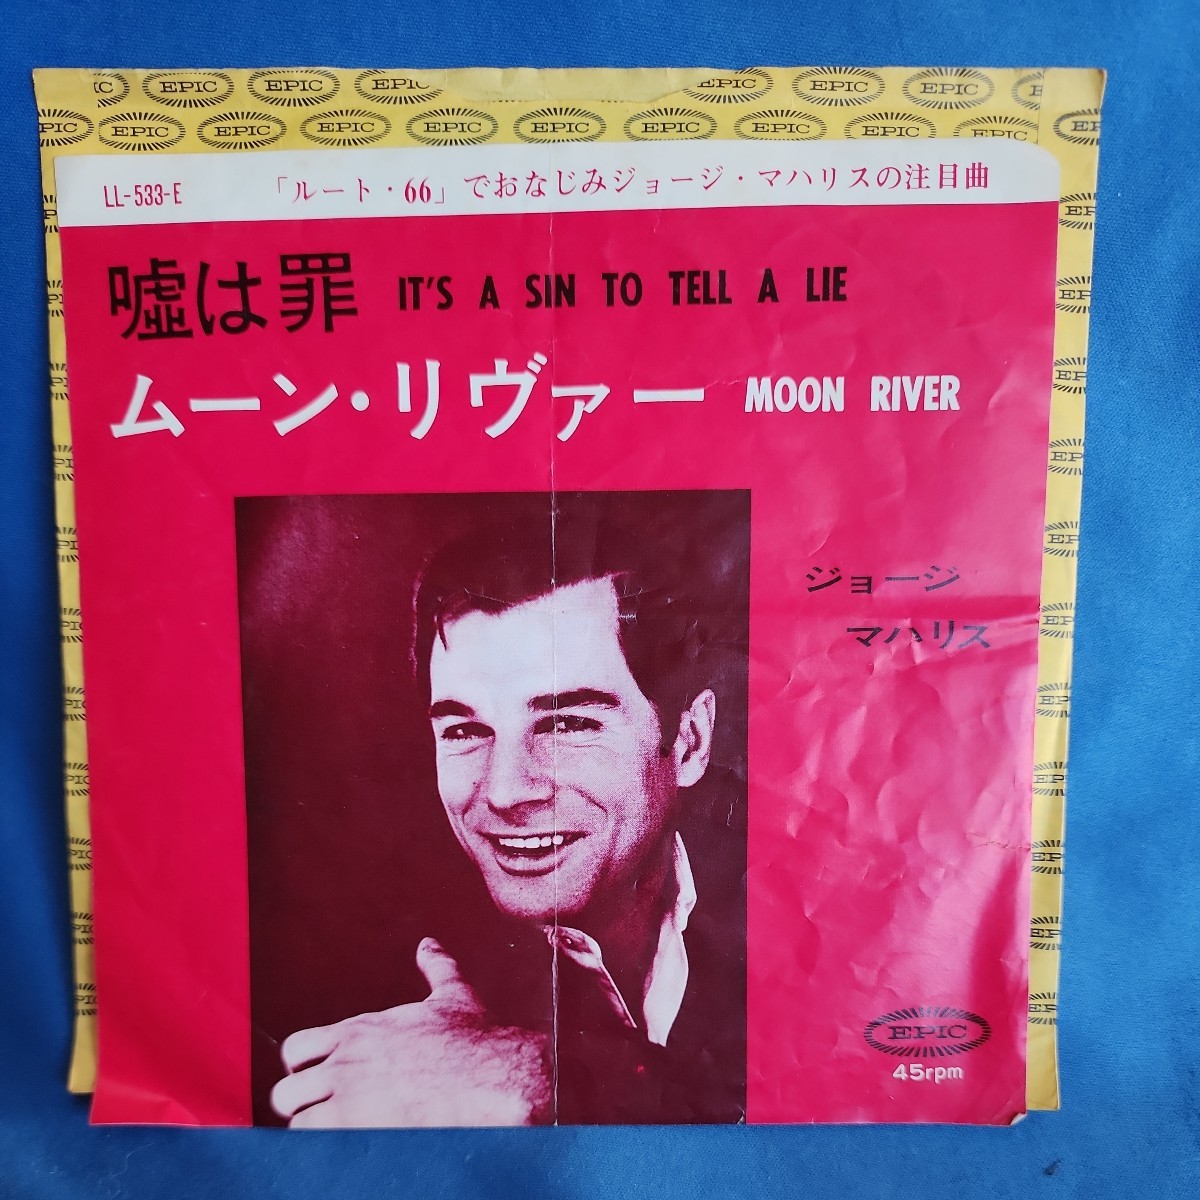 LL-533-E 「ルート・66」でおなじみジョージ・マハリスの注目曲
嘘は罪 IT'S A SIN TO TELL A LIE
ムーン・リヴァー MOON RIVER
ジョージ
マハリス
EPIC
45rpm